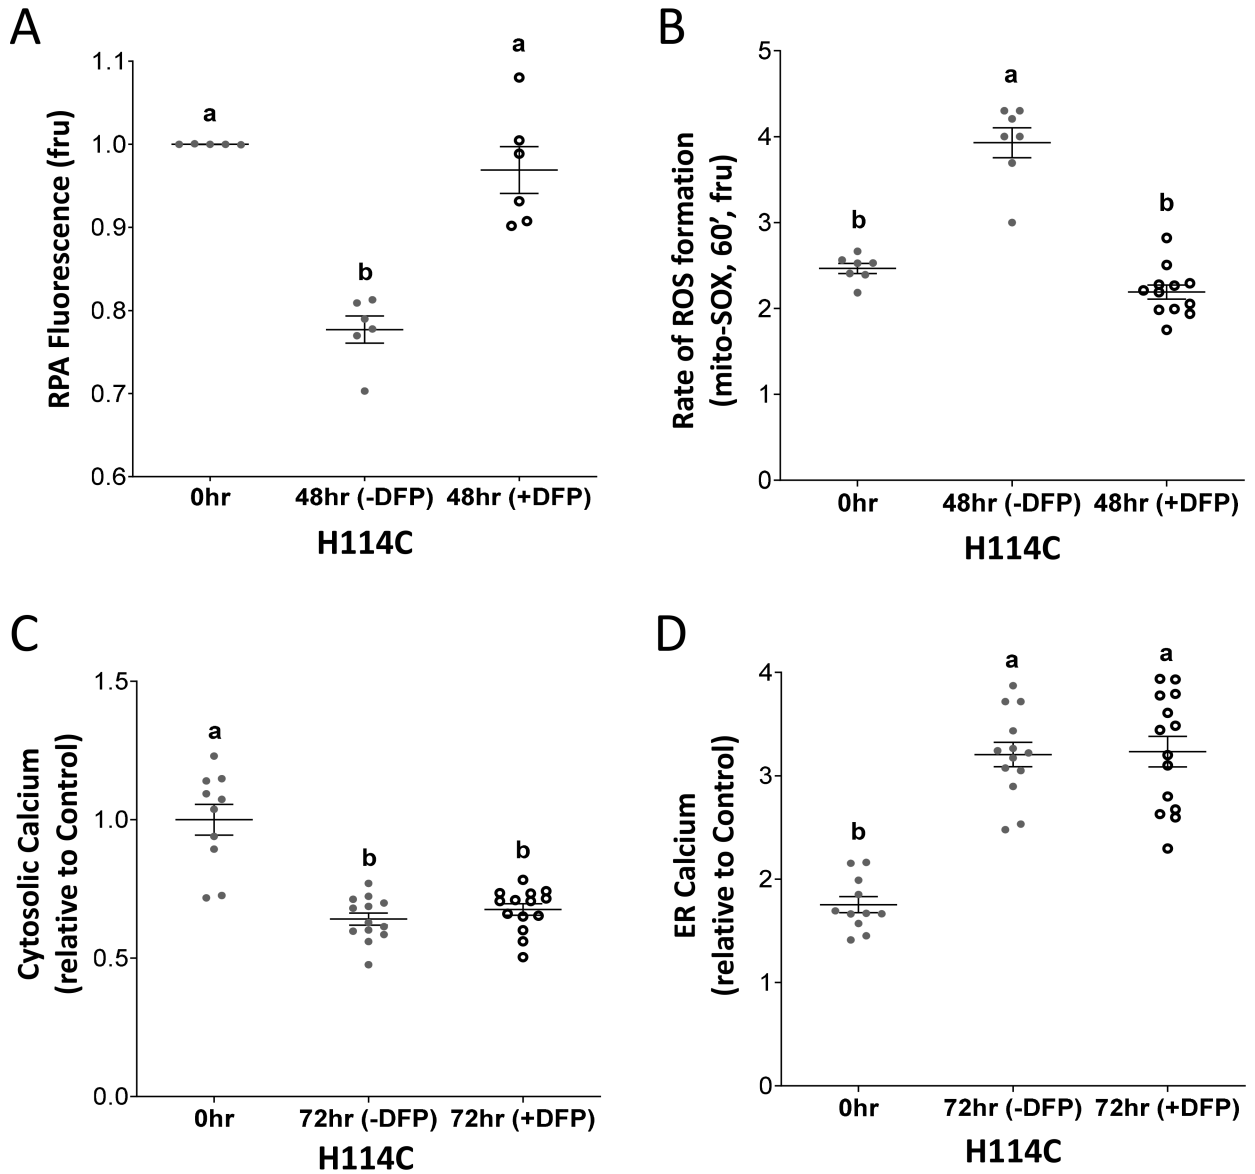 A
RPA Fluorescence (fru)
1.1
1.0
0.9
0.8
0.7
0.6
a
b
a
0hr
48hr (-DFP)
48hr (+DFP)
H114C
B
Rate of ROS formation
(mito-SOX, 60’, fru)
5
4
3
2
1
0
b
a
b
0hr
48hr (-DFP)
48hr (+DFP)
H114C
C
Cytosolic Calcium
(relative to Control)
1.5
1.0
0.5
0.0
a
b
b
0hr
72hr (-DFP)
72hr (+DFP)
H114C
D
ER Calcium
(relative to Control)
4
3
2
1
0
b
a
a
0hr
72hr (-DFP)
72hr (+DFP)
H114C